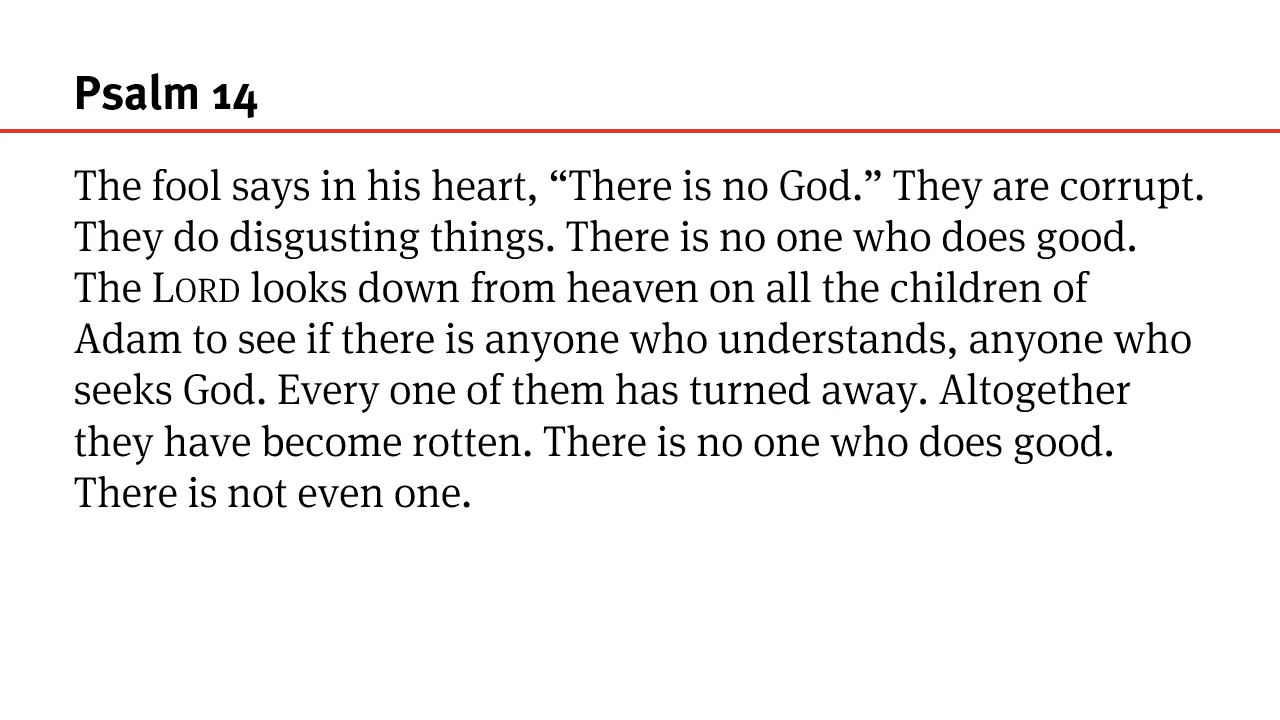 Psalm 14
The fool says in his heart, “There is no God.” They are corrupt.
They do disgusting things. There is no one who does good.
The LORD looks down from heaven on all the children of
Adam to see if there is anyone who understands, anyone who
seeks God. Every one of them has turned away. Altogether
they have become rotten. There is no one who does good.
There is not even one.